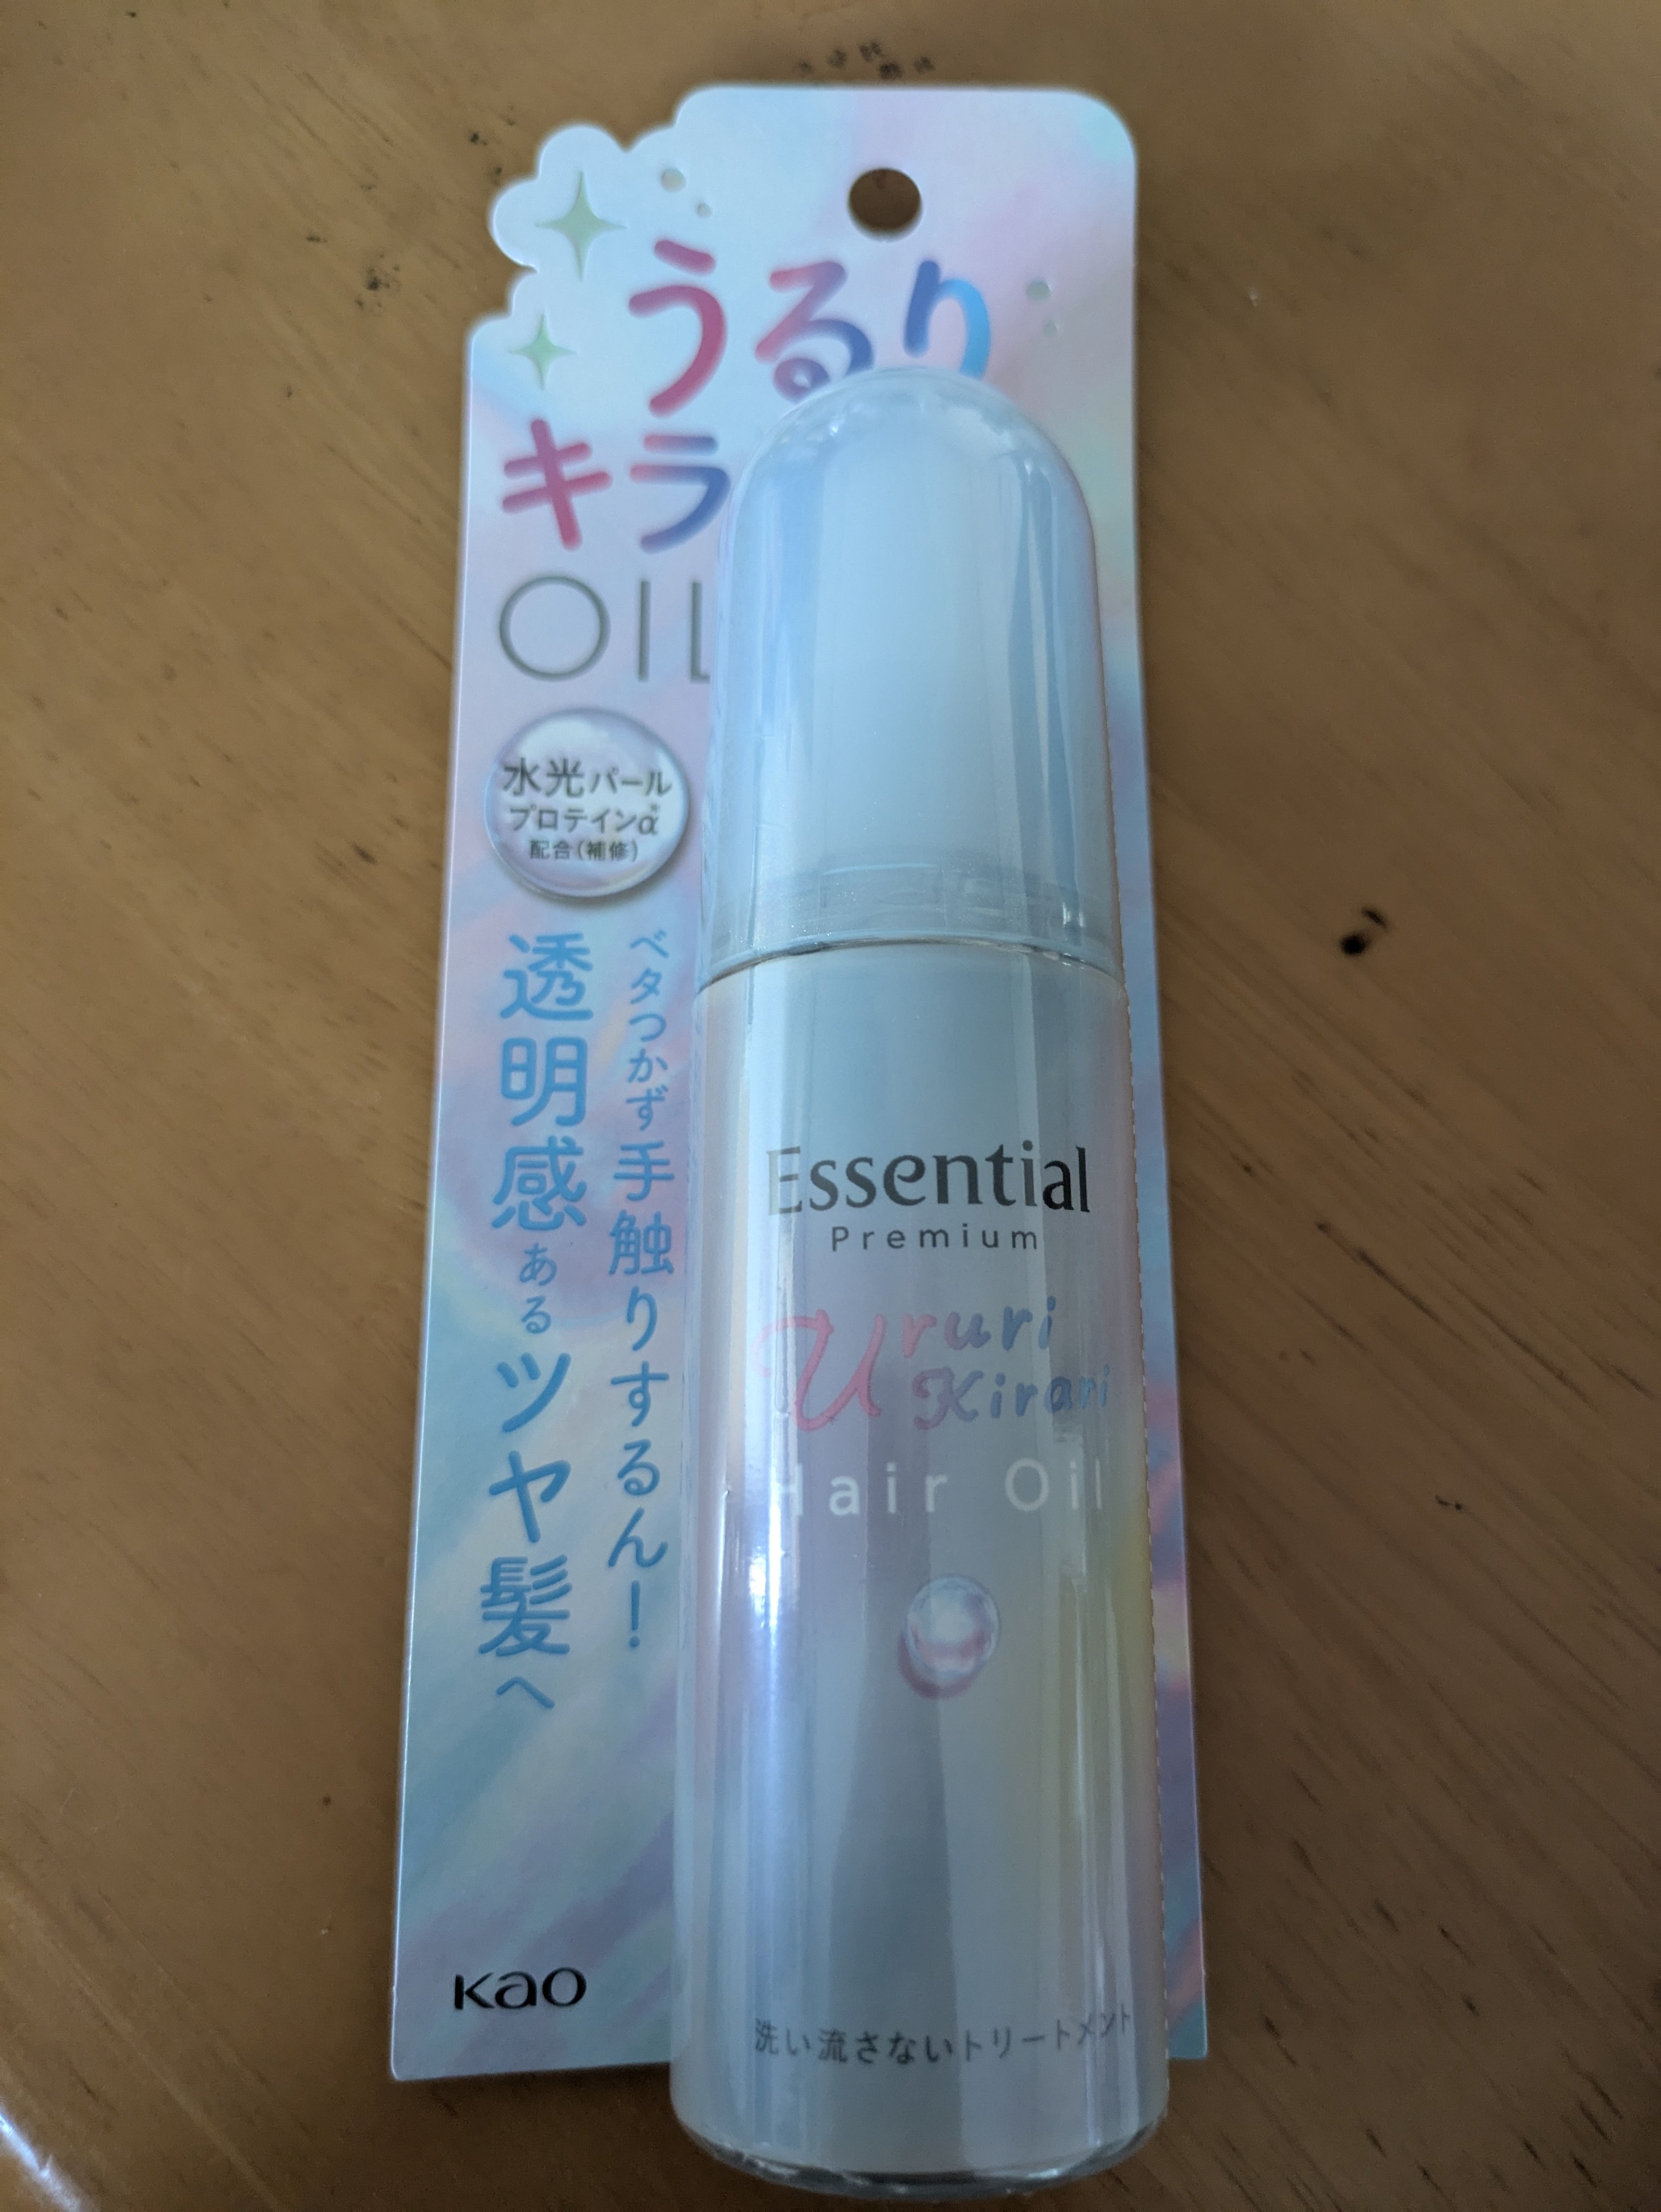 うるり
キラ
OIL
水光パール
プロテインα※
配合(補修)
ベタつかず手触りするん!
透明感あるツヤ髪へ
Essential
Premium
Ururi
Kirari
Hair Oil
Kao
洗い流さないトリートメント